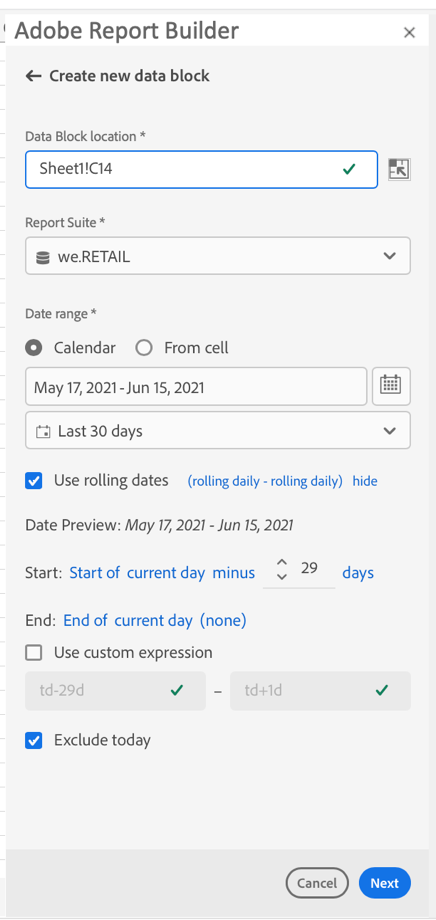 Adobe Report Builder
Create new data block
Data Block location *
Sheet1!C14
Report Suite *
we.RETAIL
Date range *
Calendar From cell
May 17, 2021 - Jun 15, 2021
Last 30 days
Use rolling dates (rolling daily - rolling daily) hide
Date Preview: May 17, 2021 - Jun 15, 2021
Start: Start of current day minus 29 days
End: End of current day (none)
Use custom expression
td-29d – td+1d
Exclude today
Cancel Next